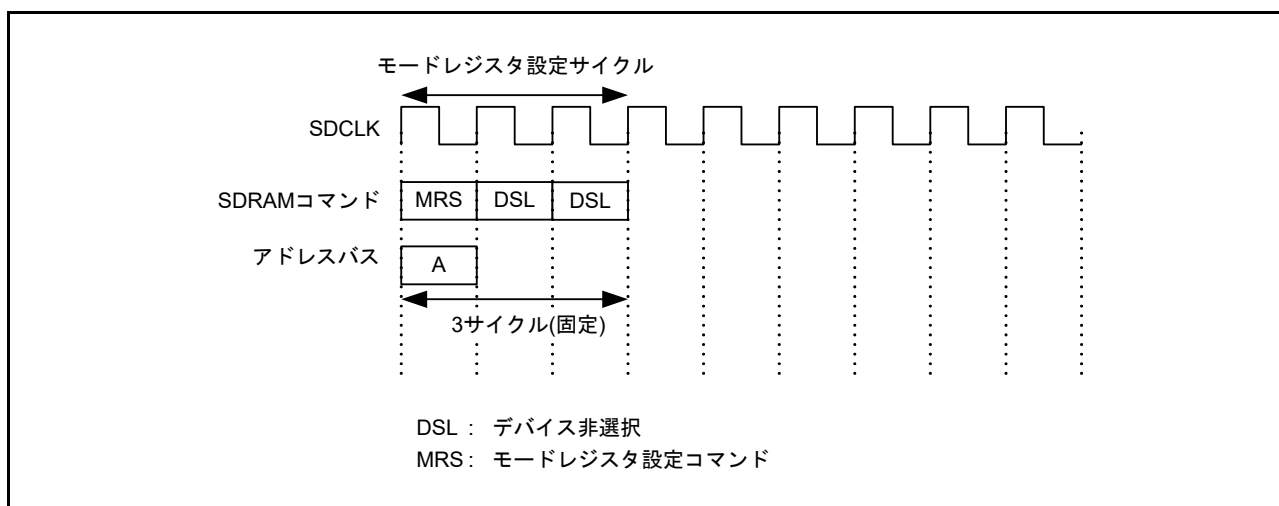 モードレジスタ設定サイクル
SDCLK
SDRAMコマンド MRS DSL DSL
アドレスバス A
3サイクル(固定)
DSL : デバイス非選択
MRS : モードレジスタ設定コマンド